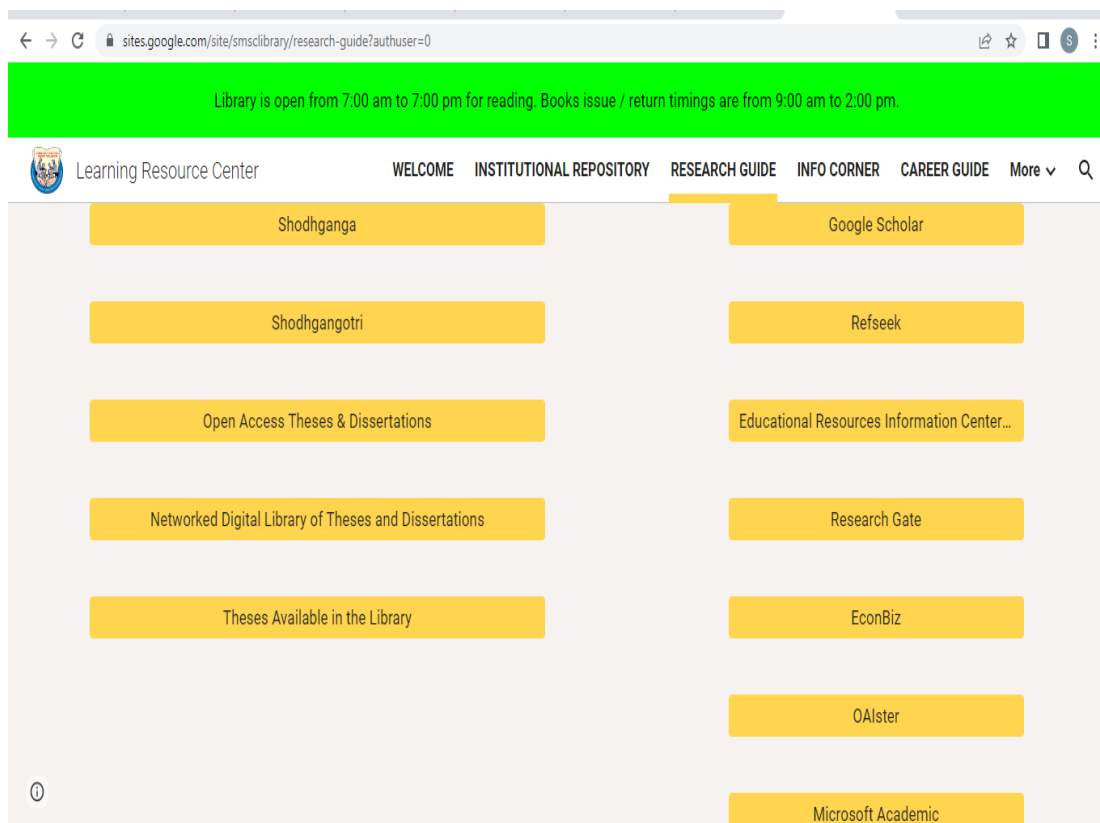 sites.google.com/site/smsclibrary/research-guide?authuser=0
S
Library is open from 7:00 am to 7:00 pm for reading. Books issue / return timings are from 9:00 am to 2:00 pm.
Learning Resource Center
WELCOME INSTITUTIONAL REPOSITORY RESEARCH GUIDE INFO CORNER CAREER GUIDE More
Shodhganga
Google Scholar
Shodhgangotri
Refseek
Open Access Theses & Dissertations
Educational Resources Information Center...
Networked Digital Library of Theses and Dissertations
Research Gate
Theses Available in the Library
EconBiz
OAIster
Microsoft Academic